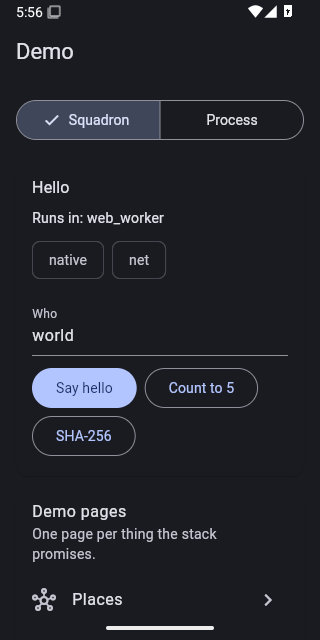 5:56
Demo
Squadron
Process
Hello
Runs in: web_worker
native
net
Who
world
Say hello
Count to 5
SHA-256
Demo pages
One page per thing the stack
promises.
Places